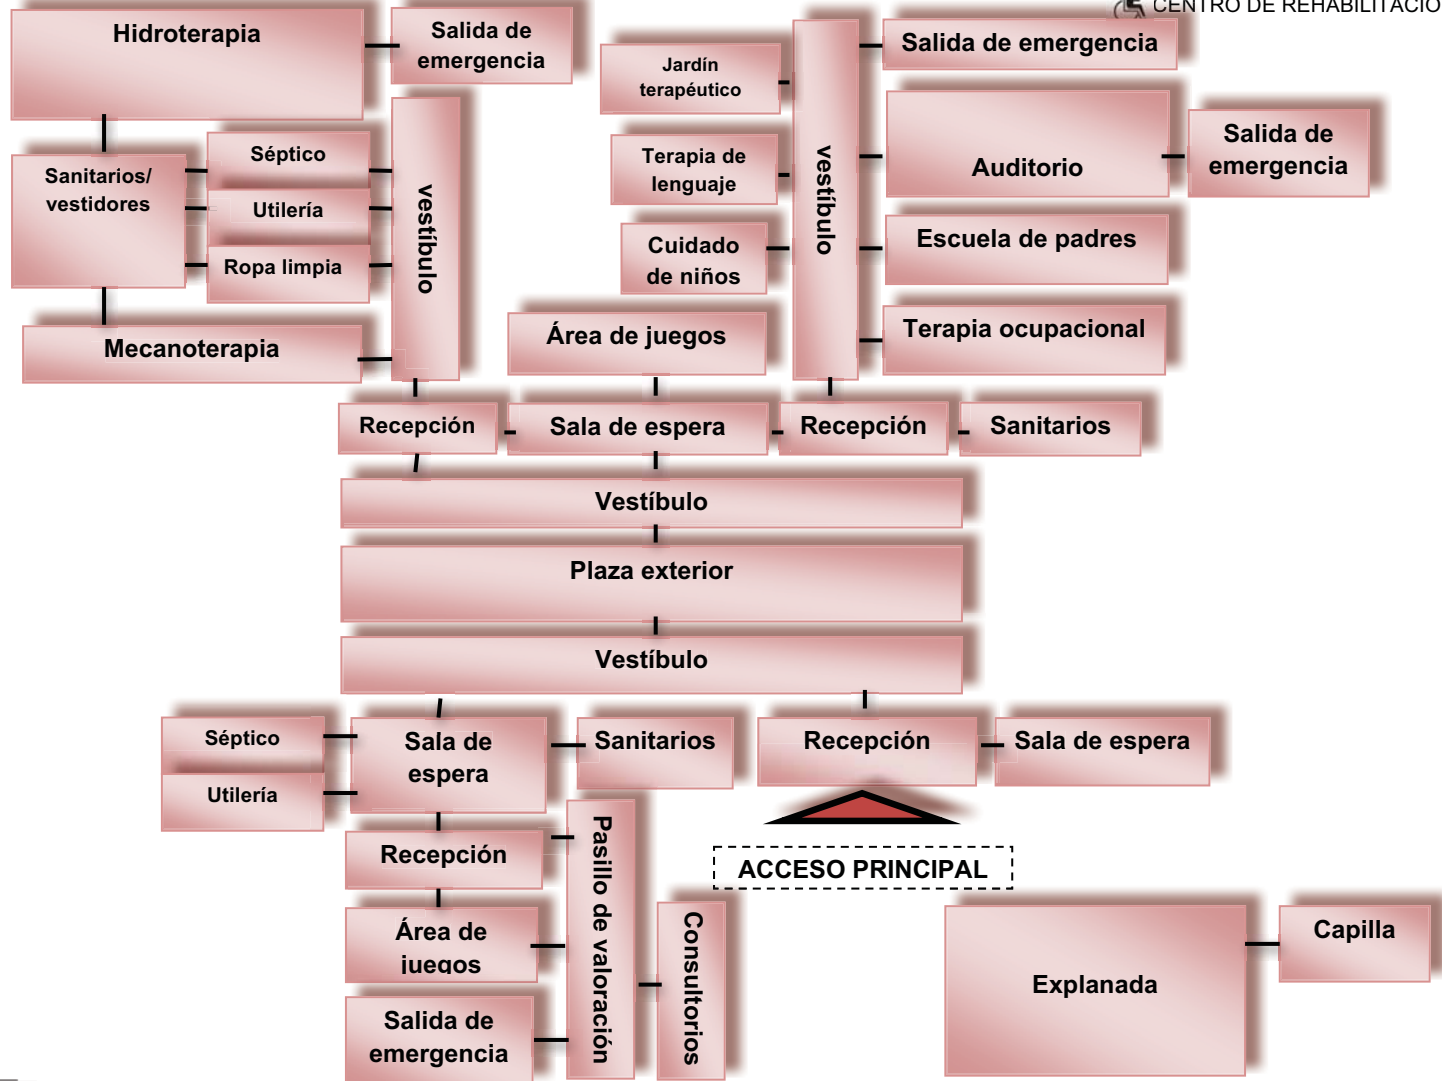 CENTRO DE REHABILITACIO
Hidroterapia
Salida de
emergencia
Salida de emergencia
Jardín
terapéutico
Auditorio
Salida de
emergencia
Séptico
Sanitarios/
vestidores
Utilería
Ropa limpia
vestíbulo
Terapia de
lenguaje
vestíbulo
Cuidado
de niños
Escuela de padres
Mecanoterapia
Área de juegos
Terapia ocupacional
Recepción
Sala de espera
Recepción
Sanitarios
Vestíbulo
Plaza exterior
Vestíbulo
Séptico
Utilería
Sala de
espera
Sanitarios
Recepción
Sala de espera
Recepción
Pasillo de valoración
ACCESO PRINCIPAL
Área de
juegos
Consultorios
Salida de
emergencia
Explanada
Capilla